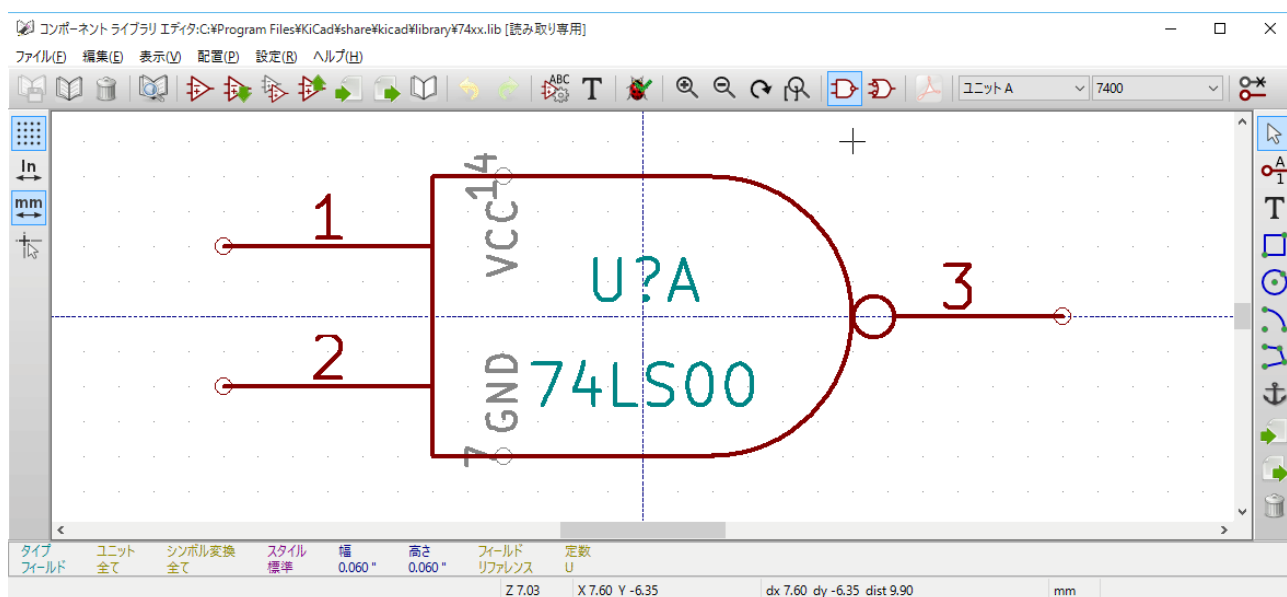 コンポーネント ライブラリ エディタ:C:¥Program Files¥KiCad¥share¥kicad¥library¥74xx.lib [読み取り専用]
ファイル(F) 編集(E) 表示(V) 配置(P) 設定(R) ヘルプ(H)
ABC T ユニット A 7400
In
mm
A
1
T
14
VCC
1
U?A
3
2
GND
74LS00
7
タイプ ユニット シンボル変換 スタイル 幅 高さ フィールド 定数
フィールド 全て 全て 標準 0.060 " 0.060 " リファレンス U
Z 7.03 X 7.60 Y -6.35 dx 7.60 dy -6.35 dist 9.90 mm